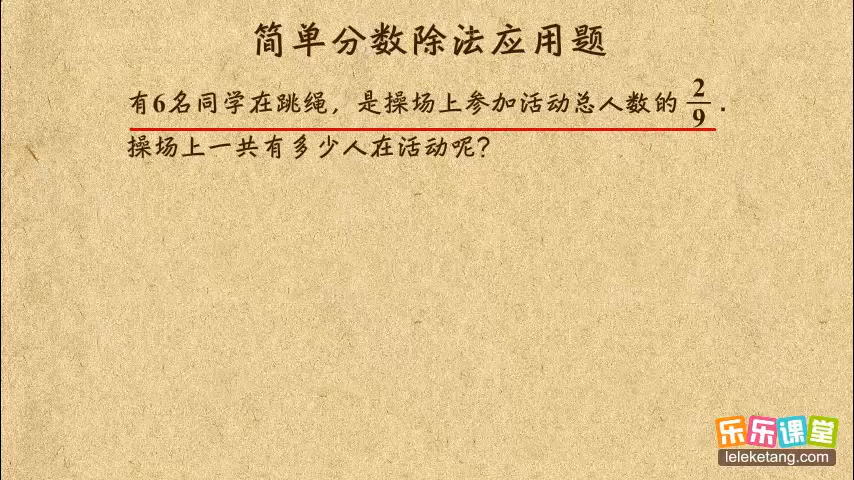 简单分数除法应用题
有6名同学在跳绳，是操场上参加活动总人数的 2/9 .
操场上一共有多少人在活动呢？
乐乐课堂
leleketang.com